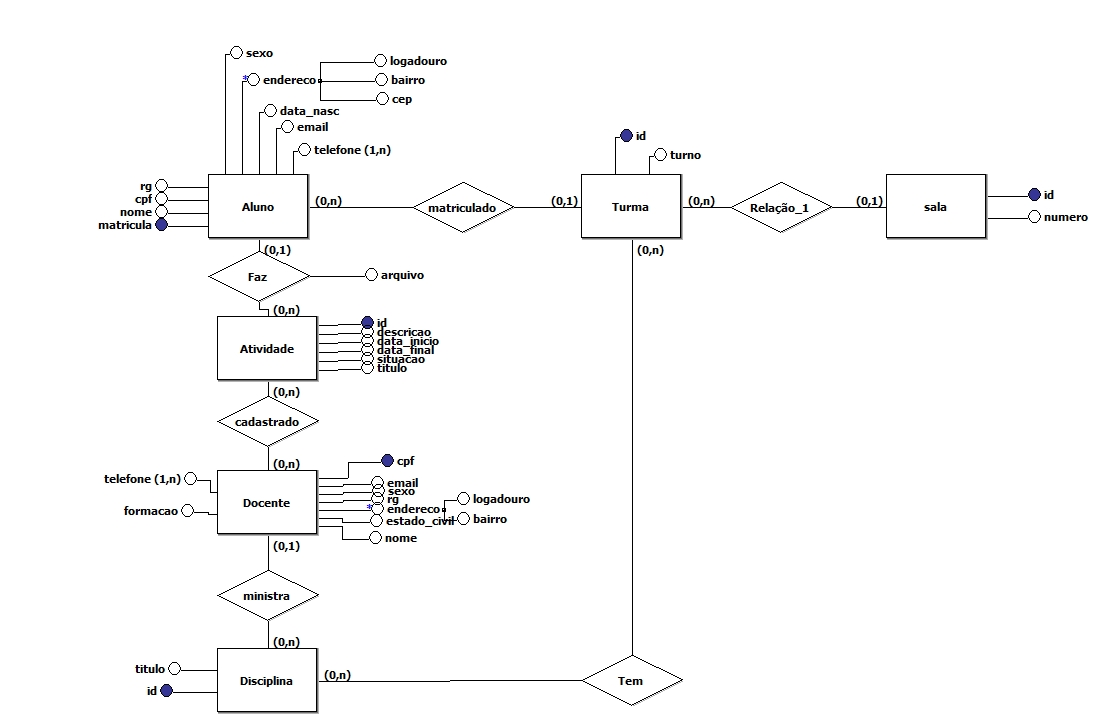 sexo
logadouro
* endereco
bairro
cep
data_nasc
email
telefone (1,n)
id
turno
rg
cpf
nome
matricula
Aluno
(0,n)
matriculado
(0,1)
Turma
(0,n)
Relação_1
(0,1)
sala
id
numero
(0,1)
(0,n)
Faz
arquivo
(0,n)
Atividade
id
descricao
data_inicio
data_final
situacao
titulo
(0,n)
cadastrado
(0,n)
telefone (1,n)
formacao
Docente
cpf
email
sexo
rg
* endereco
logadouro
bairro
estado_civil
nome
(0,1)
ministra
(0,n)
titulo
id
Disciplina
(0,n)
Tem